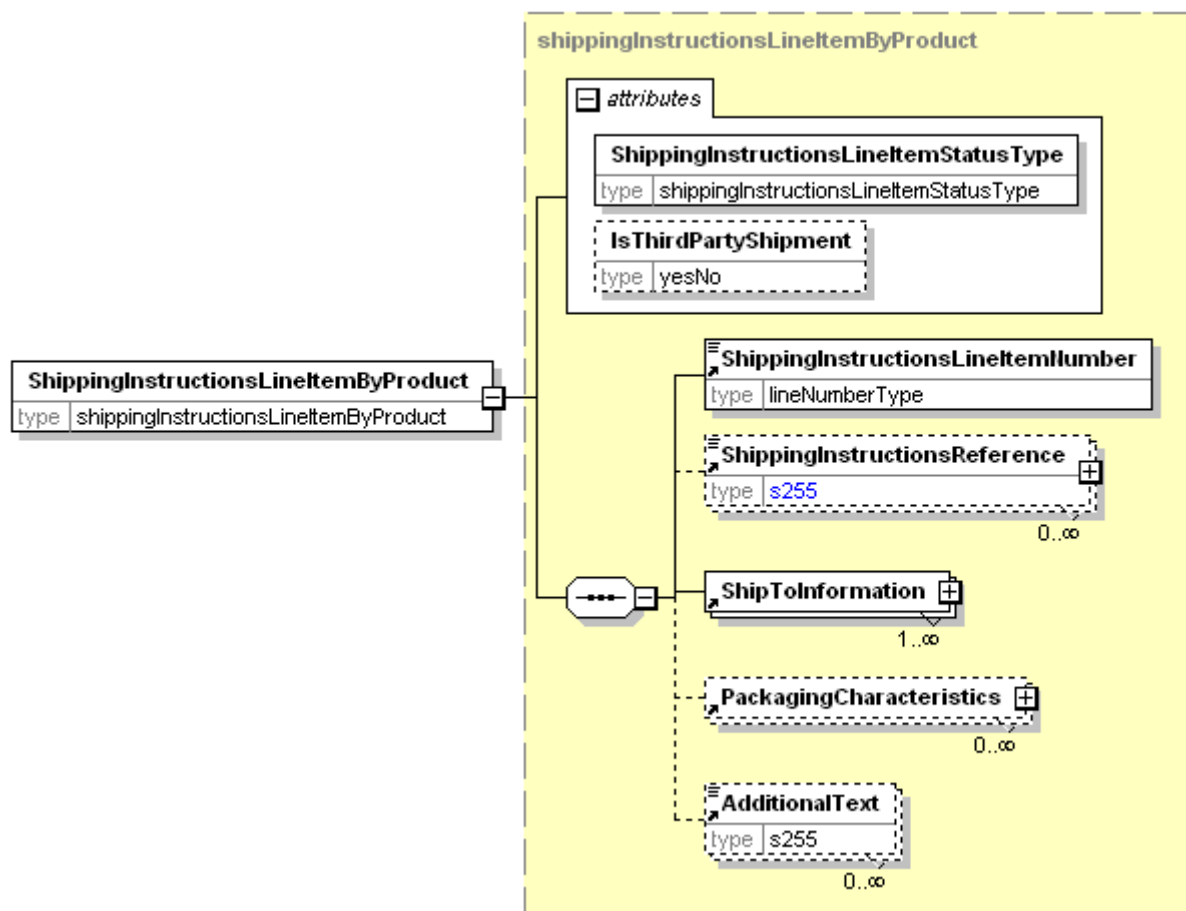 shippingInstructionsLineItemByProduct
attributes
ShippingInstructionsLineItemStatusType
type shippingInstructionsLineItemStatusType
IsThirdPartyShipment
type yesNo
ShippingInstructionsLineItemByProduct
type shippingInstructionsLineItemByProduct
ShippingInstructionsLineItemNumber
type lineNumberType
ShippingInstructionsReference
type s255
0..∞
ShipToInformation
1..∞
PackagingCharacteristics
0..∞
AdditionalText
type s255
0..∞